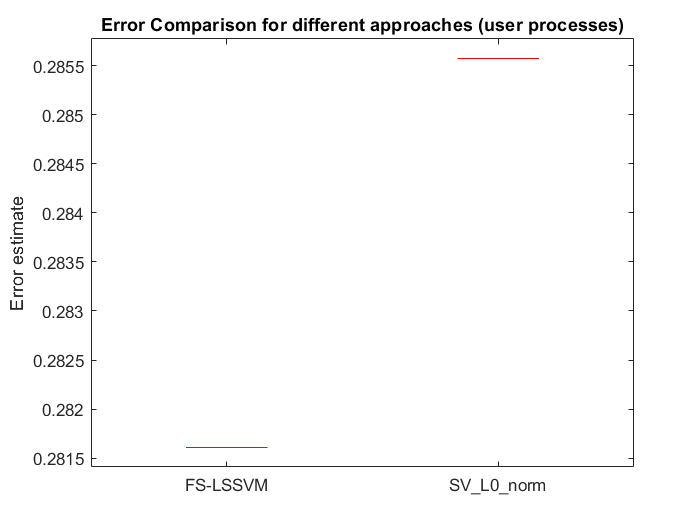 Error Comparison for different approaches (user processes)
0.2855
0.285
0.2845
0.284
0.2835
0.283
0.2825
0.282
0.2815
Error estimate
FS-LSSVM
SV_L0_norm